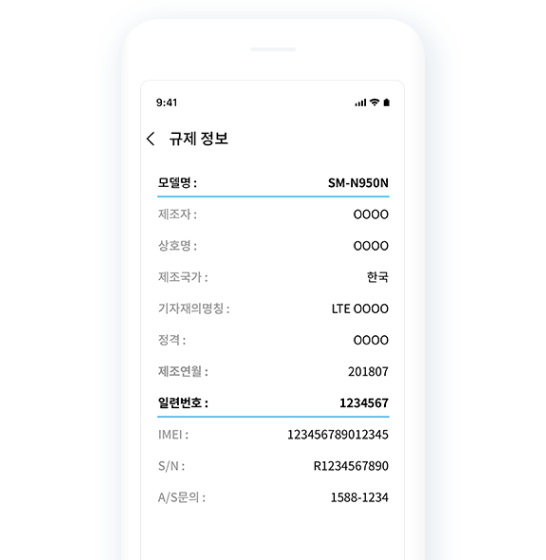 9:41
규제 정보
모델명 : SM-N950N
제조자 : OOOO
상호명 : OOOO
제조국가 : 한국
기자재의명칭 : LTE OOOO
정격 : OOOO
제조연월 : 201807
일련번호 : 1234567
IMEI : 123456789012345
S/N : R1234567890
A/S문의 : 1588-1234